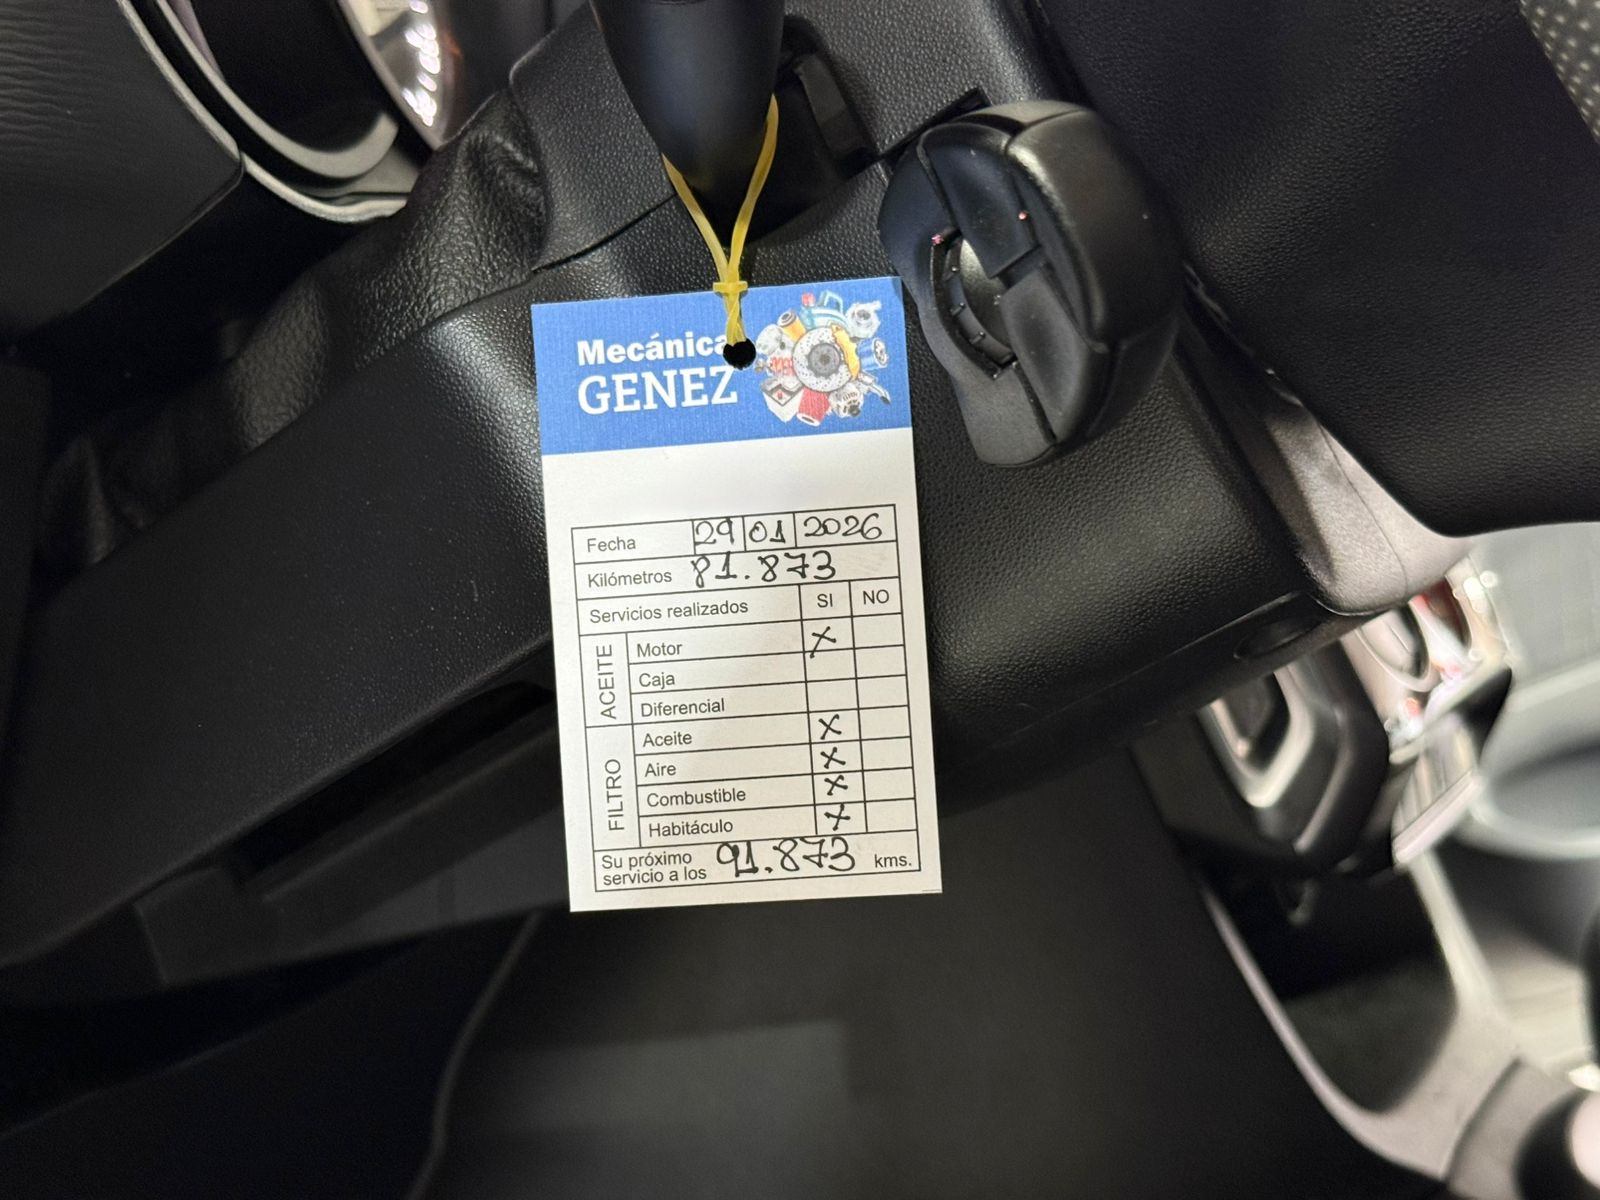 Mecánica
GENEZ
Fecha 29 01 2026
Kilómetros 81.873
Servicios realizados SI NO
ACEITE
Motor X
Caja
Diferencial
FILTRO
Aceite X
Aire X
Combustible X
Habitáculo X
Su próximo
servicio a los 91.873 kms.